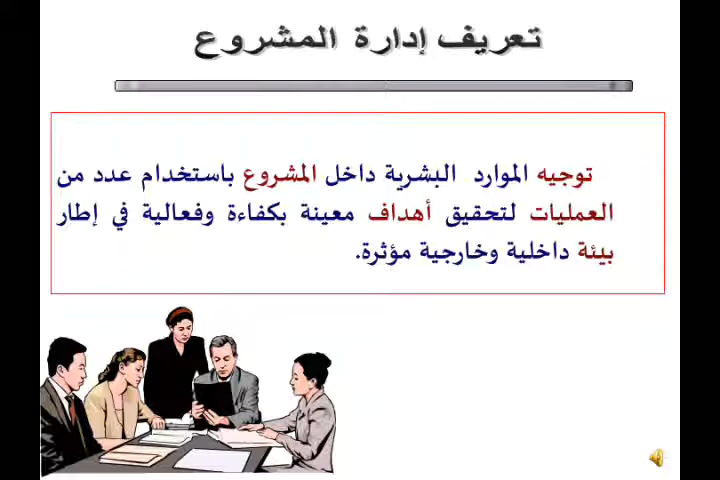 تعريف إدارة المشروع
توجيه الموارد البشرية داخل المشروع باستخدام عدد من
العمليات لتحقيق أهداف معينة بكفاءة وفعالية في إطار
بيئة داخلية وخارجية مؤثرة.